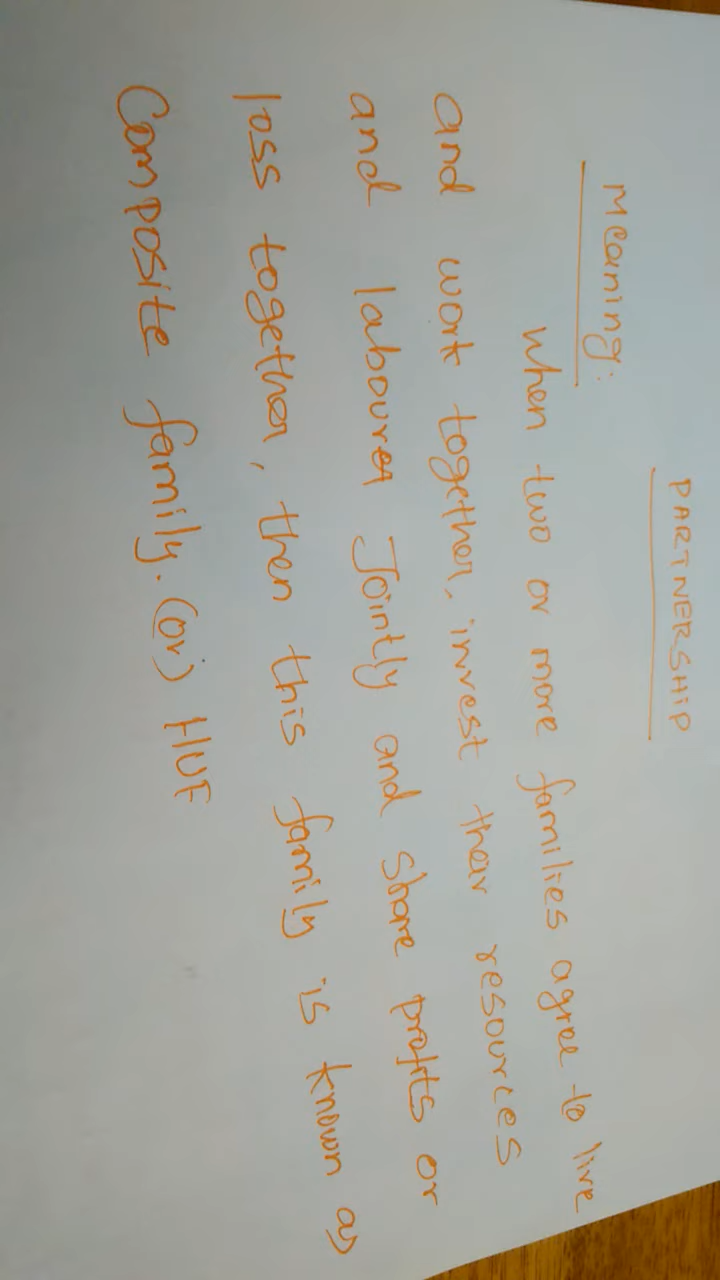 PARTNERSHIP
Meaning:
When two or more families agree to live
and work together, invest their resources
and labourer Jointly and share profits or
loss together, then this family is known as
Composite family. (or) HUF